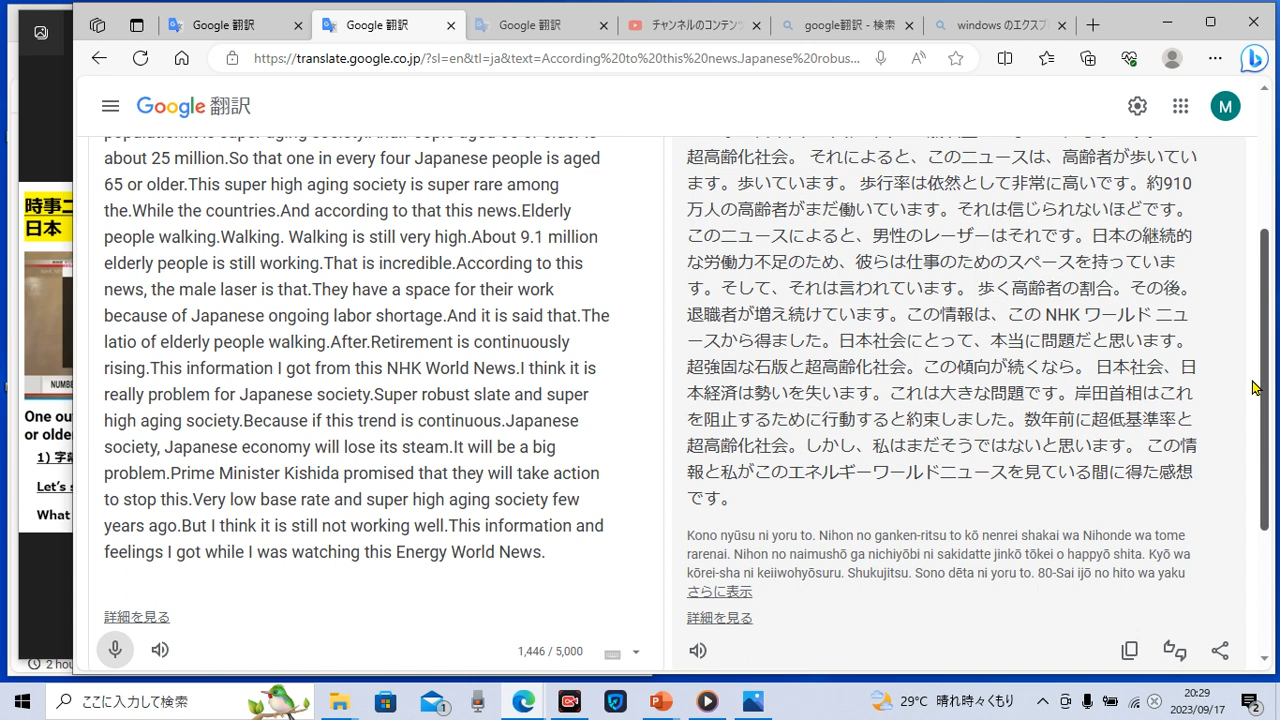 Google 翻訳
Google 翻訳
Google 翻訳
チャンネルのコンテンツ
google翻訳 - 検索
windows のエクスプ
https://translate.google.co.jp/?sl=en&tl=ja&text=According%20to%20this%20news.Japanese%20robus...
Google 翻訳
M
about 25 million.So that one in every four Japanese people is aged
65 or older.This super high aging society is super rare among
the.While the countries.And according to that this news.Elderly
people walking.Walking. Walking is still very high.About 9.1 million
elderly people is still working.That is incredible.According to this
news, the male laser is that.They have a space for their work
because of Japanese ongoing labor shortage.And it is said that.The
latio of elderly people walking.After.Retirement is continuously
rising.This information I got from this NHK World News.I think it is
really problem for Japanese society.Super robust slate and super
high aging society.Because if this trend is continuous.Japanese
society, Japanese economy will lose its steam.It will be a big
problem.Prime Minister Kishida promised that they will take action
to stop this.Very low base rate and super high aging society few
years ago.But I think it is still not working well.This information and
feelings I got while I was watching this Energy World News.
詳細を見る
1,446 / 5,000
超高齢化社会。 それによると、このニュースは、高齢者が歩いてい
ます。歩いています。 歩行率は依然として非常に高いです。約910
万人の高齢者がまだ働いています。それは信じられないほどです。
このニュースによると、男性のレーザーはそれです。日本の継続的
な労働力不足のため、彼らは仕事のためのスペースを持っていま
す。そして、それは言われています。 歩く高齢者の割合。その後。
退職者が増え続けています。この情報は、この NHK ワールド ニュ
ースから得ました。日本社会にとって、本当に問題だと思います。
超強固な石版と超高齢化社会。この傾向が続くなら。 日本社会、日
本経済は勢いを失います。これは大きな問題です。岸田首相はこれ
を阻止するために行動すると約束しました。数年前に超低基準率と
超高齢化社会。しかし、私はまだそうではないと思います。 この情
報と私がこのエネルギーワールドニュースを見ている間に得た感想
です。
Kono nyūsu ni yoru to. Nihon no ganken-ritsu to kō nenrei shakai wa Nihonde wa tome
rarenai. Nihon no naimushō ga nichiyōbi ni sakidatte jinkō tōkei o happyō shita. Kyō wa
kōrei-sha ni keiiwohyōsuru. Shukujitsu. Sono dēta ni yoru to. 80-Sai ijō no hito wa yaku
さらに表示
詳細を見る
時事ニ
日本
NUMBE
One ou
or olde
1) 字幕
Let's s
What
2 hou
ここに入力して検索
1
29°C 晴れ時々くもり
20:29
2023/09/17
2